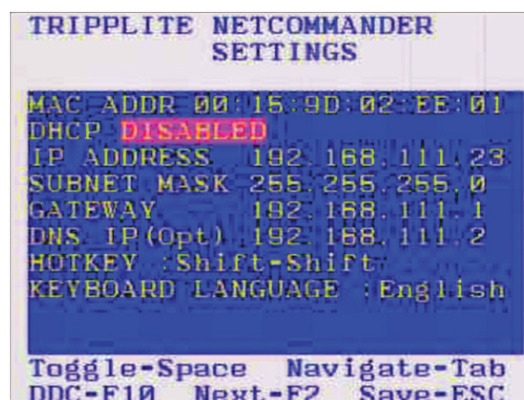 TRIPPLITE NETCOMMANDER
SETTINGS
MAC ADDR 00:15:9D:02:EE:01
DHCP DISABLED
IP ADDRESS 192.168.111.23
SUBNET MASK 255.255.255.0
GATEWAY 192.168.111.1
DNS IP(Opt) 192.168.111.2
HOTKEY :Shift-Shift
KEYBOARD LANGUAGE :English
Toggle-Space Navigate-Tab
DDC-F10 Next-F2 Save-ESC